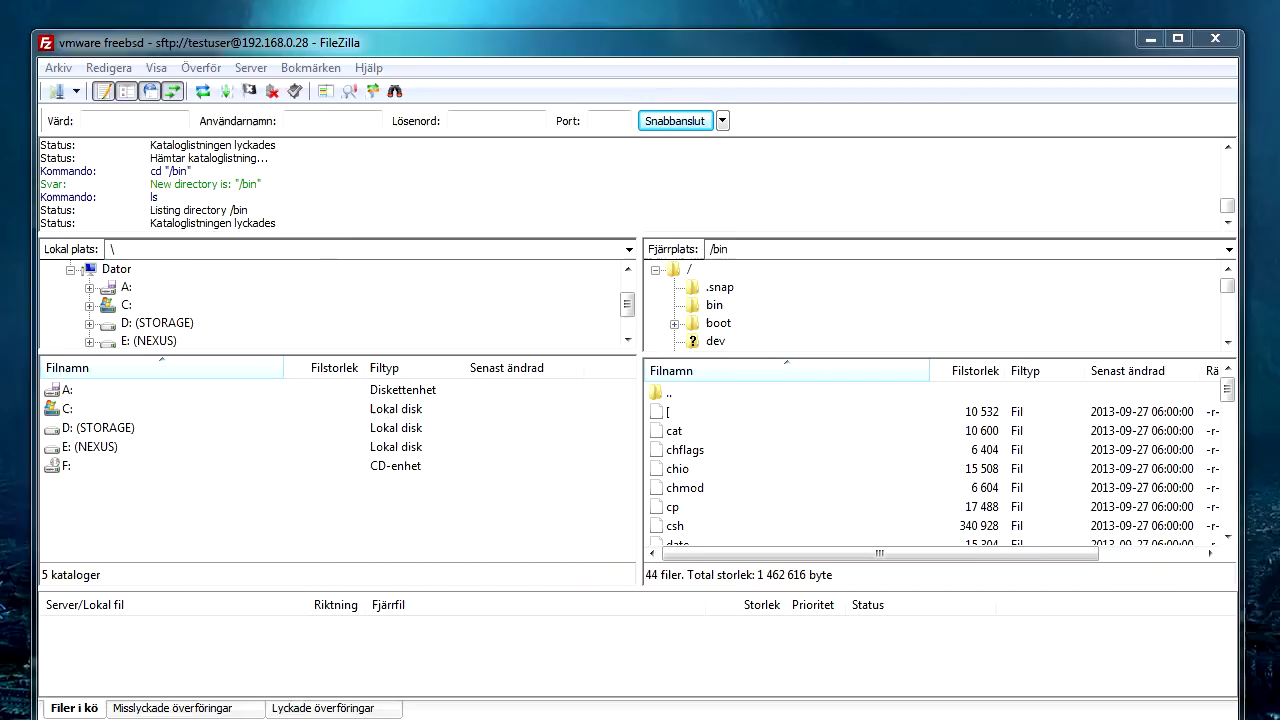 vmware freebsd - sftp://testuser@192.168.0.28 - FileZilla
Arkiv Redigera Visa Överför Server Bokmärken Hjälp
Värd: Användarnamn: Lösenord: Port: Snabbanslut
Status: Kataloglistningen lyckades
Status: Hämtar kataloglistning...
Kommando: cd "/bin"
Svar: New directory is: "/bin"
Kommando: ls
Status: Listing directory /bin
Status: Kataloglistningen lyckades
Lokal plats: \
Dator
A:
C:
D: (STORAGE)
E: (NEXUS)
Filnamn Filstorlek Filtyp Senast ändrad
A: Diskettenhet
C: Lokal disk
D: (STORAGE) Lokal disk
E: (NEXUS) Lokal disk
F: CD-enhet
5 kataloger
Fjärrplats: /bin
/
.snap
bin
boot
? dev
Filnamn Filstorlek Filtyp Senast ändrad Rä
..
[ 10 532 Fil 2013-09-27 06:00:00 -r-
cat 10 600 Fil 2013-09-27 06:00:00 -r-
chflags 6 404 Fil 2013-09-27 06:00:00 -r-
chio 15 508 Fil 2013-09-27 06:00:00 -r-
chmod 6 604 Fil 2013-09-27 06:00:00 -r-
cp 17 488 Fil 2013-09-27 06:00:00 -r-
csh 340 928 Fil 2013-09-27 06:00:00 -r-
date 15 304 Fil 2013-09-27 06:00:00 -r-
44 filer. Total storlek: 1 462 616 byte
Server/Lokal fil Riktning Fjärrfil Storlek Prioritet Status
Filer i kö Misslyckade överföringar Lyckade överföringar